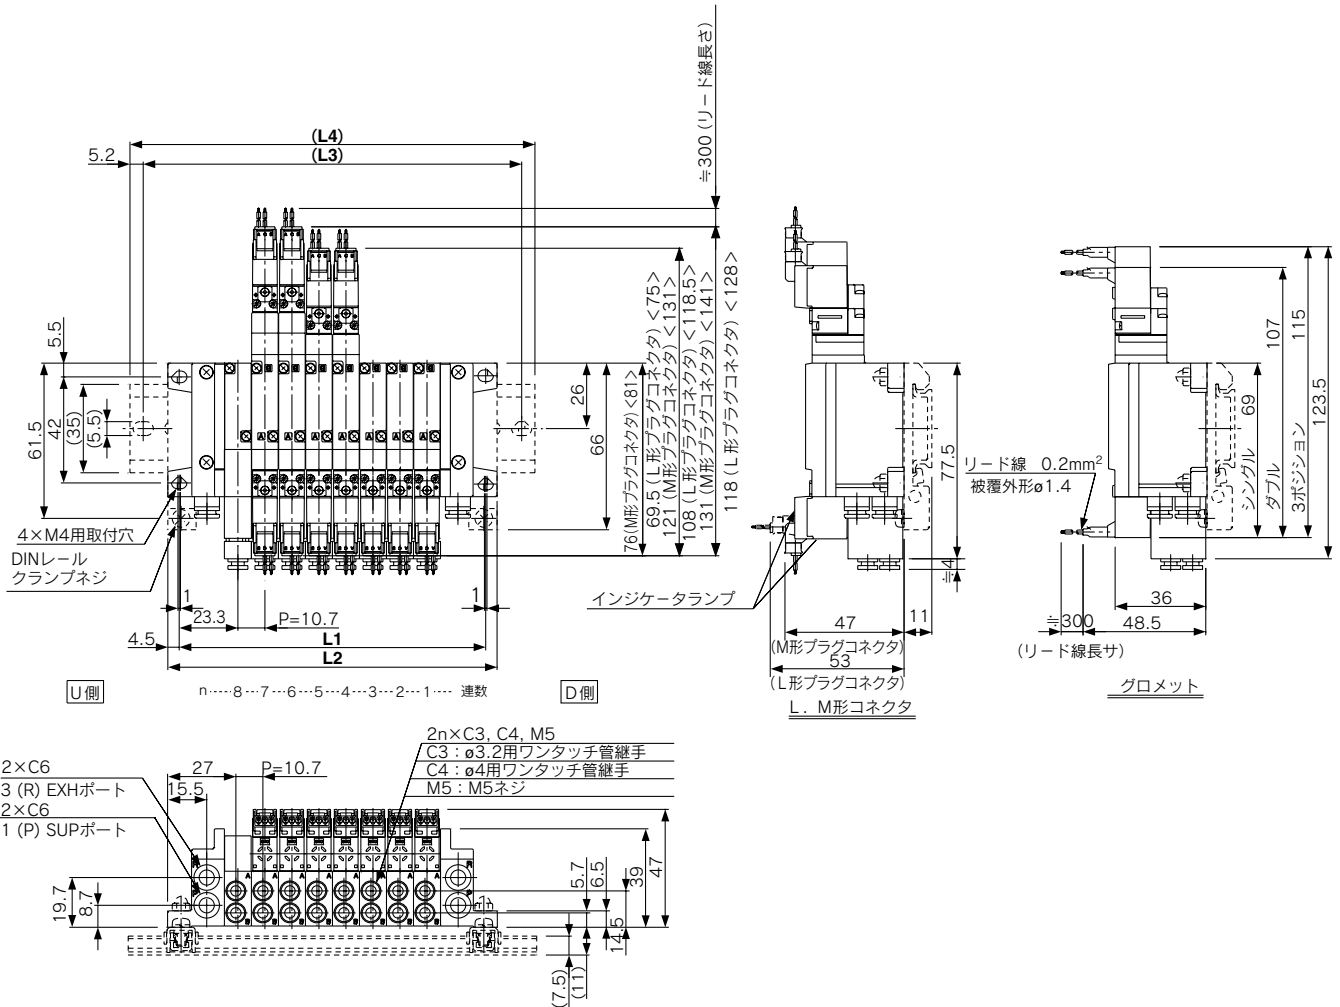 ≒300 (リード線長さ)
(L4)
5.2
(L3)
5.5
61.5
42
(35)
(5.5)
26
66
76(M形プラグコネクタ)<81>
69.5 (L形プラグコネクタ) <75>
121 (M形プラグコネクタ) <131>
108 (L形プラグコネクタ) <118.5>
131 (M形プラグコネクタ) <141>
118 (L形プラグコネクタ) <128>
4×M4用取付穴
DINレール
クランプネジ
1
23.3
P=10.7
1
4.5
L1
L2
U側
n……8…7…6…5…4…3…2…1…… 連数
D側
77.5
≒4
インジケータランプ
47
11
(M形プラグコネクタ)
53
(L形プラグコネクタ)
L. M形コネクタ
リード線 0.2mm²
被覆外形ø1.4
69
シングル
107
ダブル
115
3ポジション
123.5
36
≒300
48.5
(リード線長サ)
グロメット
2×C6
3 (R) EXHポート
2×C6
1 (P) SUPポート
27
P=10.7
15.5
2n×C3, C4, M5
C3：ø3.2用ワンタッチ管継手
C4：ø4用ワンタッチ管継手
M5：M5ネジ
19.7
8.7
5.7
6.5
39
47
14.5
(7.5)
(11)